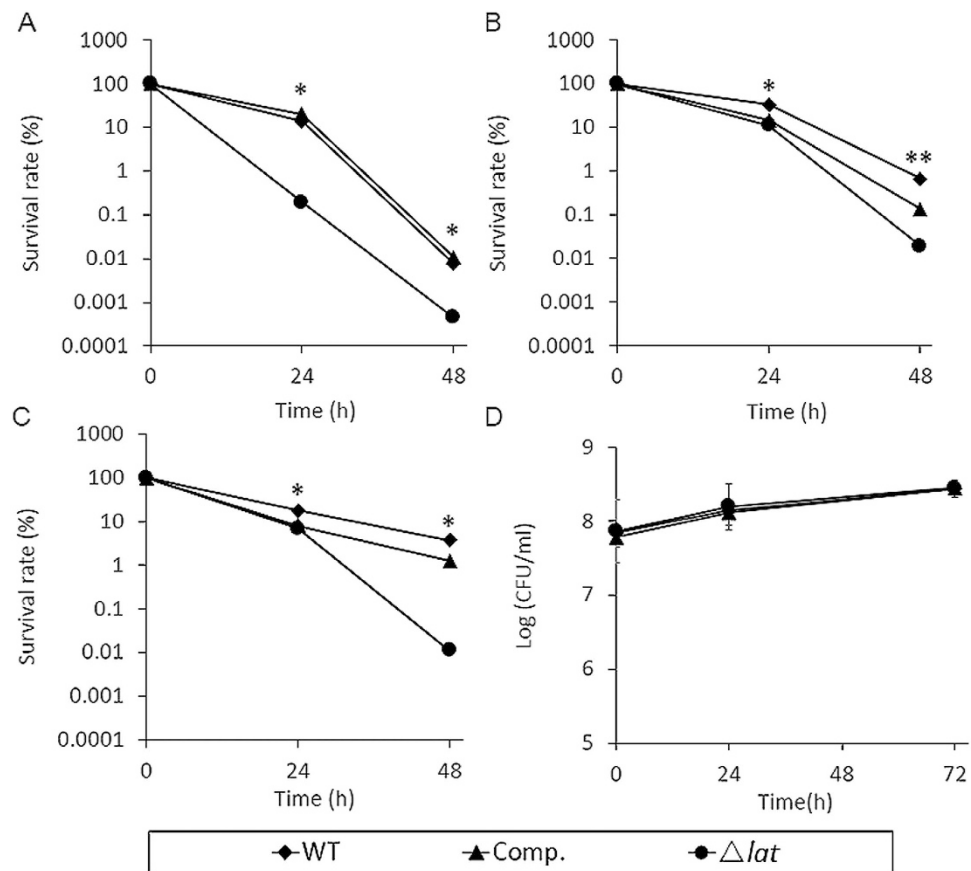 A
1000
100
10
1
0.1
0.01
0.001
0.0001
Survival rate (%)
*
*
0 24 48
Time (h)
B
1000
100
10
1
0.1
0.01
0.001
0.0001
Survival rate (%)
*
**
0 24 48
Time (h)
C
1000
100
10
1
0.1
0.01
0.001
0.0001
Survival rate (%)
*
*
0 24 48
Time (h)
D
9
8
7
6
5
Log (CFU/ml)
0 24 48 72
Time(h)
WT Comp. △lat